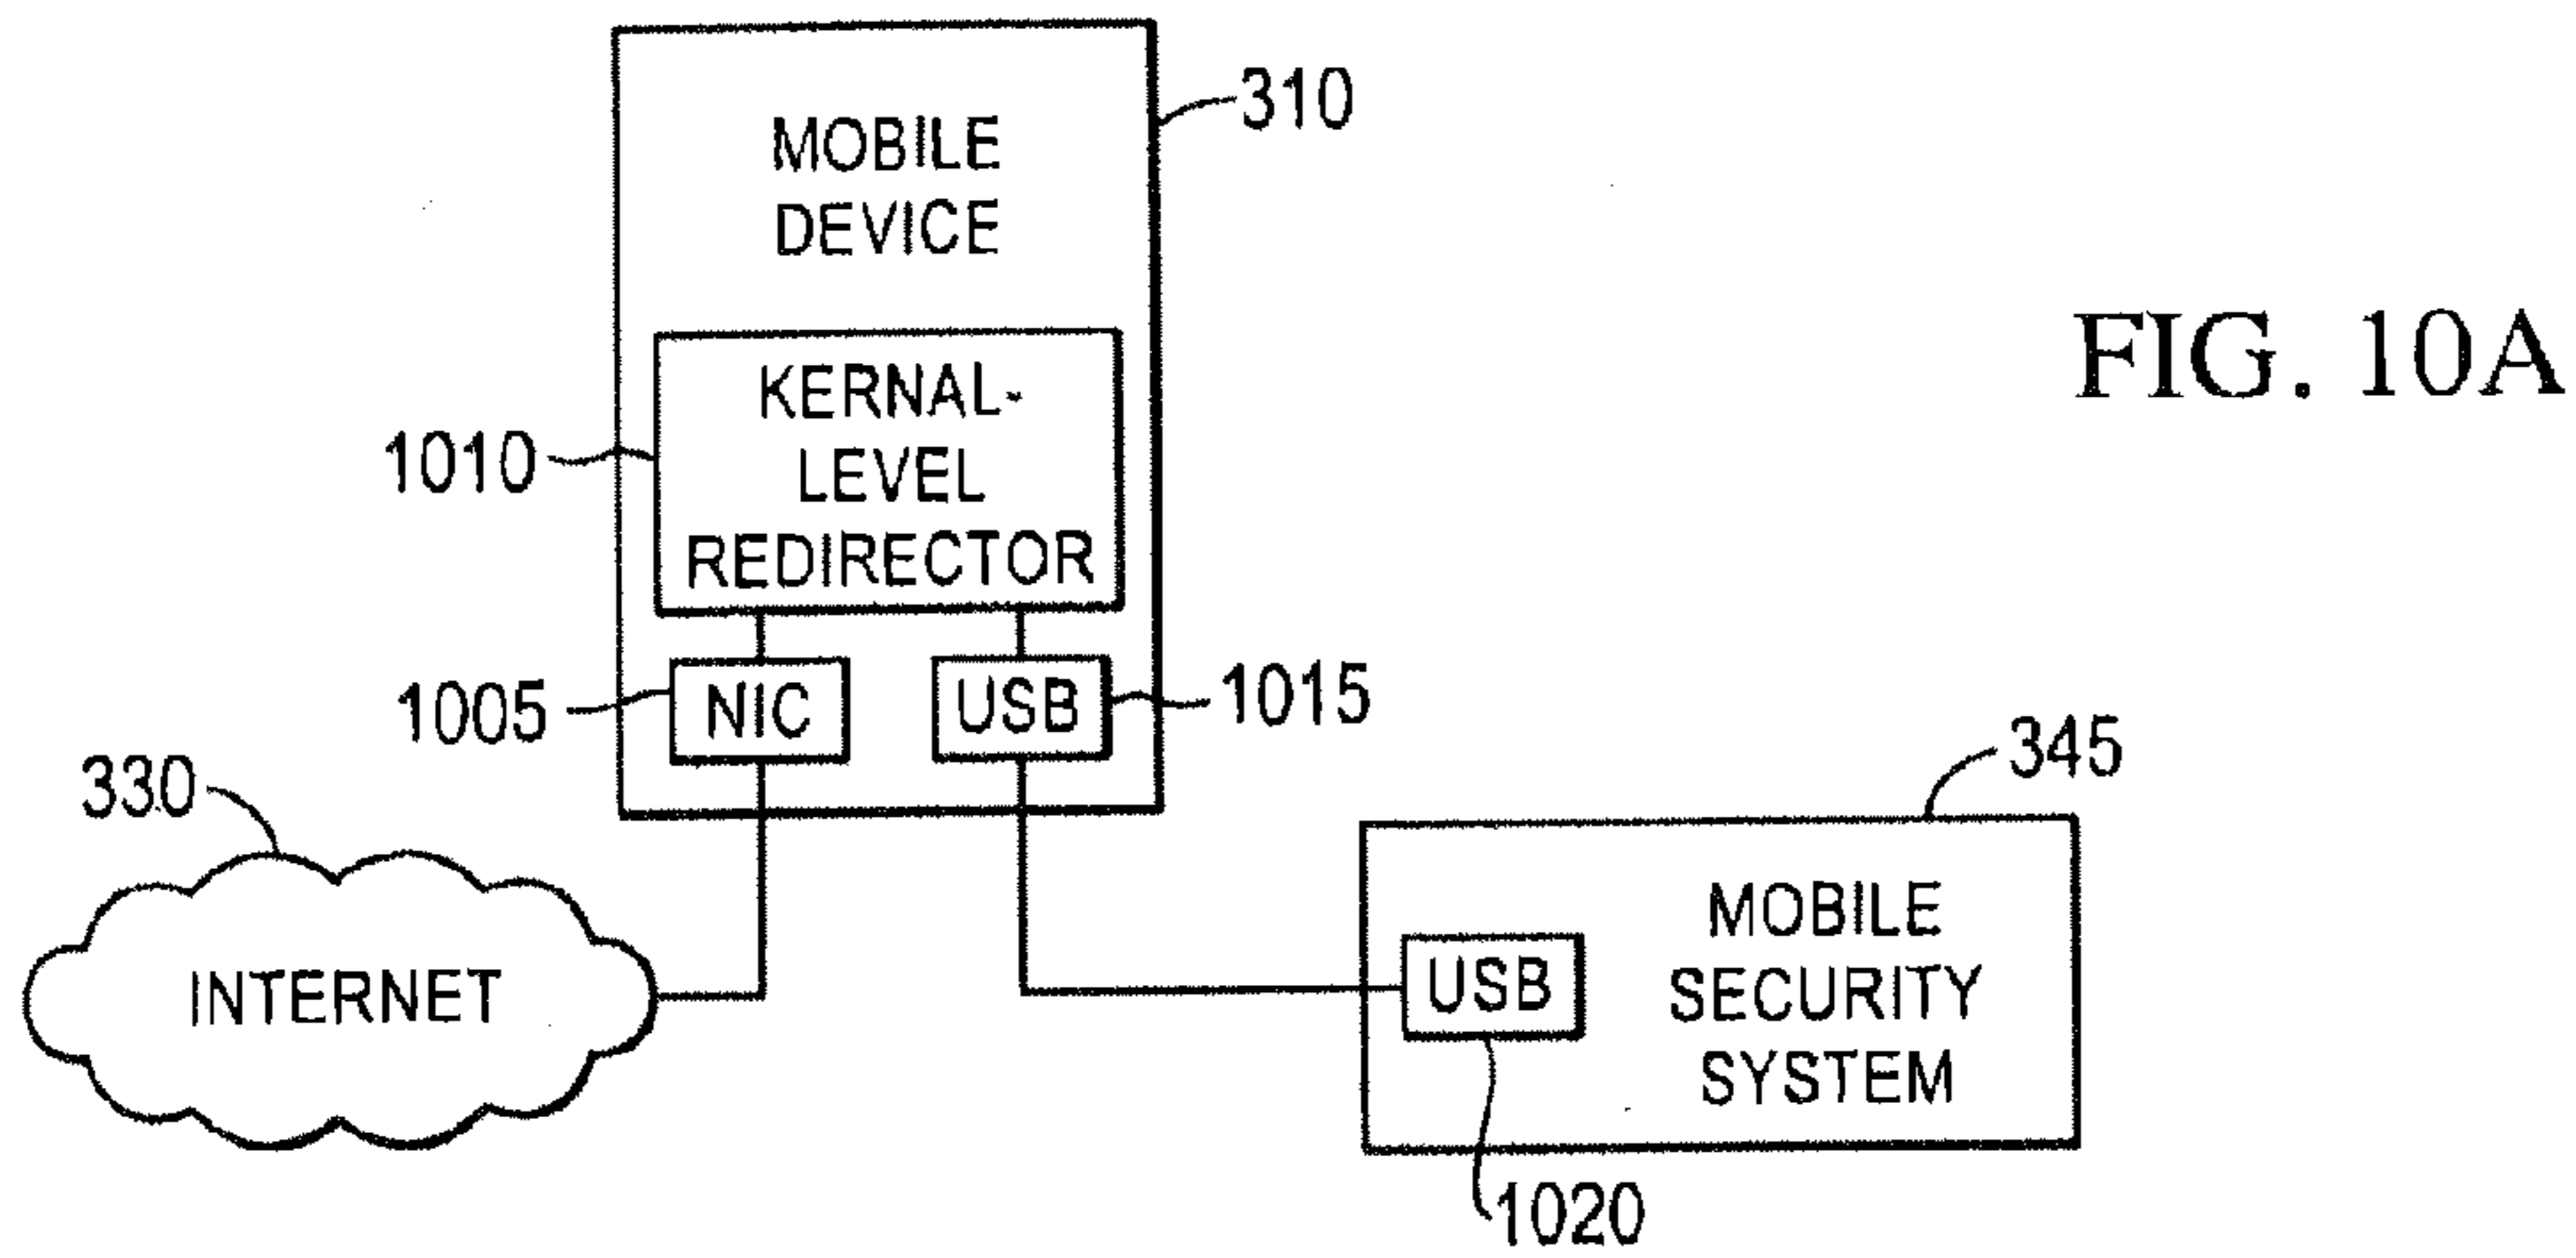 310
MOBILE
DEVICE
FIG. 10A
KERNAL-
LEVEL
REDIRECTOR
1010
NIC
USB
1005
1015
330
345
INTERNET
USB
MOBILE
SECURITY
SYSTEM
1020